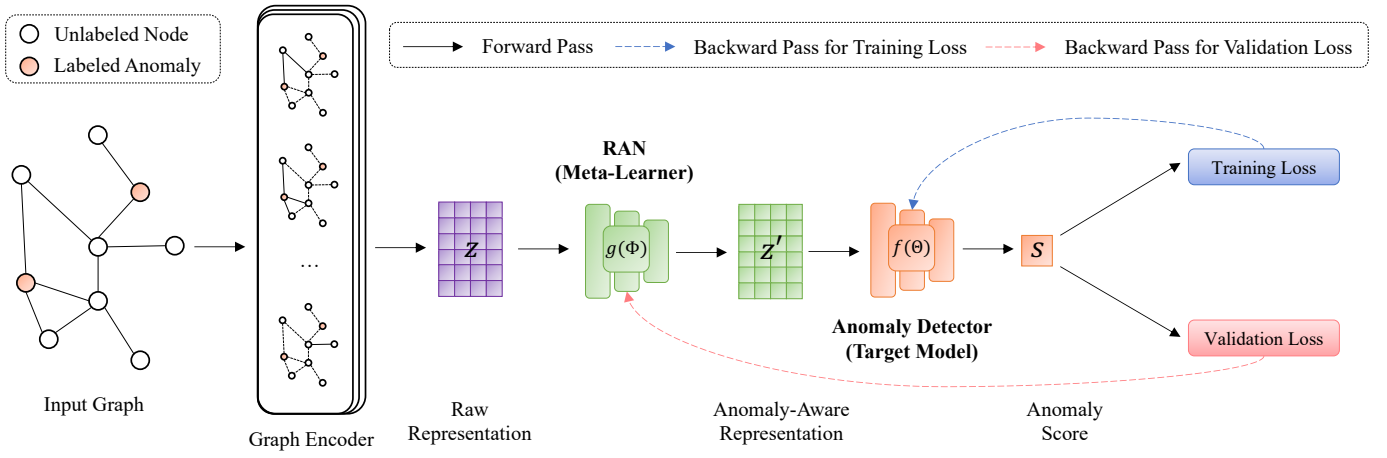 Unlabeled Node
Labeled Anomaly
Forward Pass
Backward Pass for Training Loss
Backward Pass for Validation Loss
RAN
(Meta-Learner)
Training Loss
Z
g(Φ)
Z′
f(Θ)
S
...
Anomaly Detector
(Target Model)
Validation Loss
Input Graph
Graph Encoder
Raw
Representation
Anomaly-Aware
Representation
Anomaly
Score